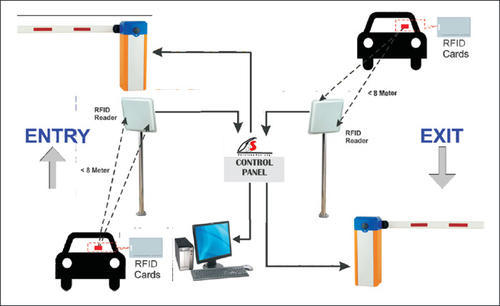 RFID
Cards
RFID
Reader
< 8 Meter
RFID
Reader
ENTRY
EXIT
CONTROL
PANEL
< 8 Meter
RFID
Cards